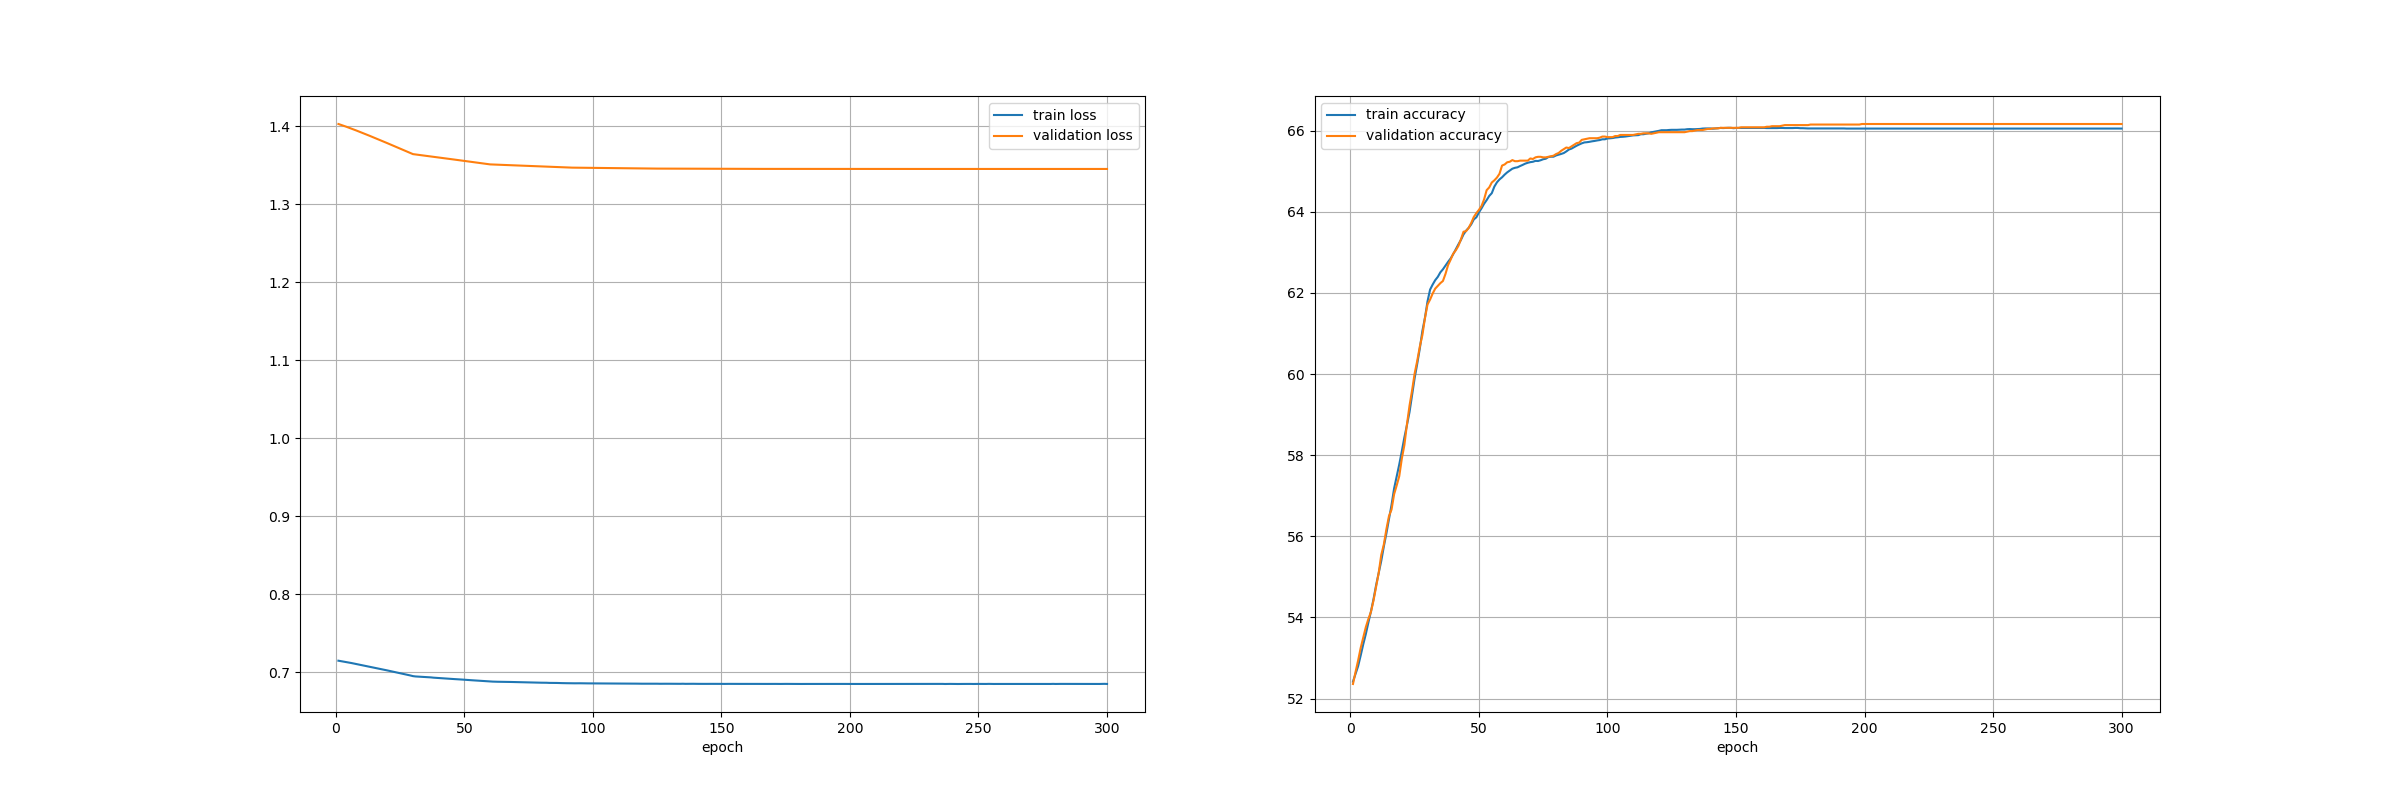 train loss
validation loss
1.4
1.3
1.2
1.1
1.0
0.9
0.8
0.7
0 50 100 150 200 250 300
epoch
train accuracy
validation accuracy
66
64
62
60
58
56
54
52
0 50 100 150 200 250 300
epoch